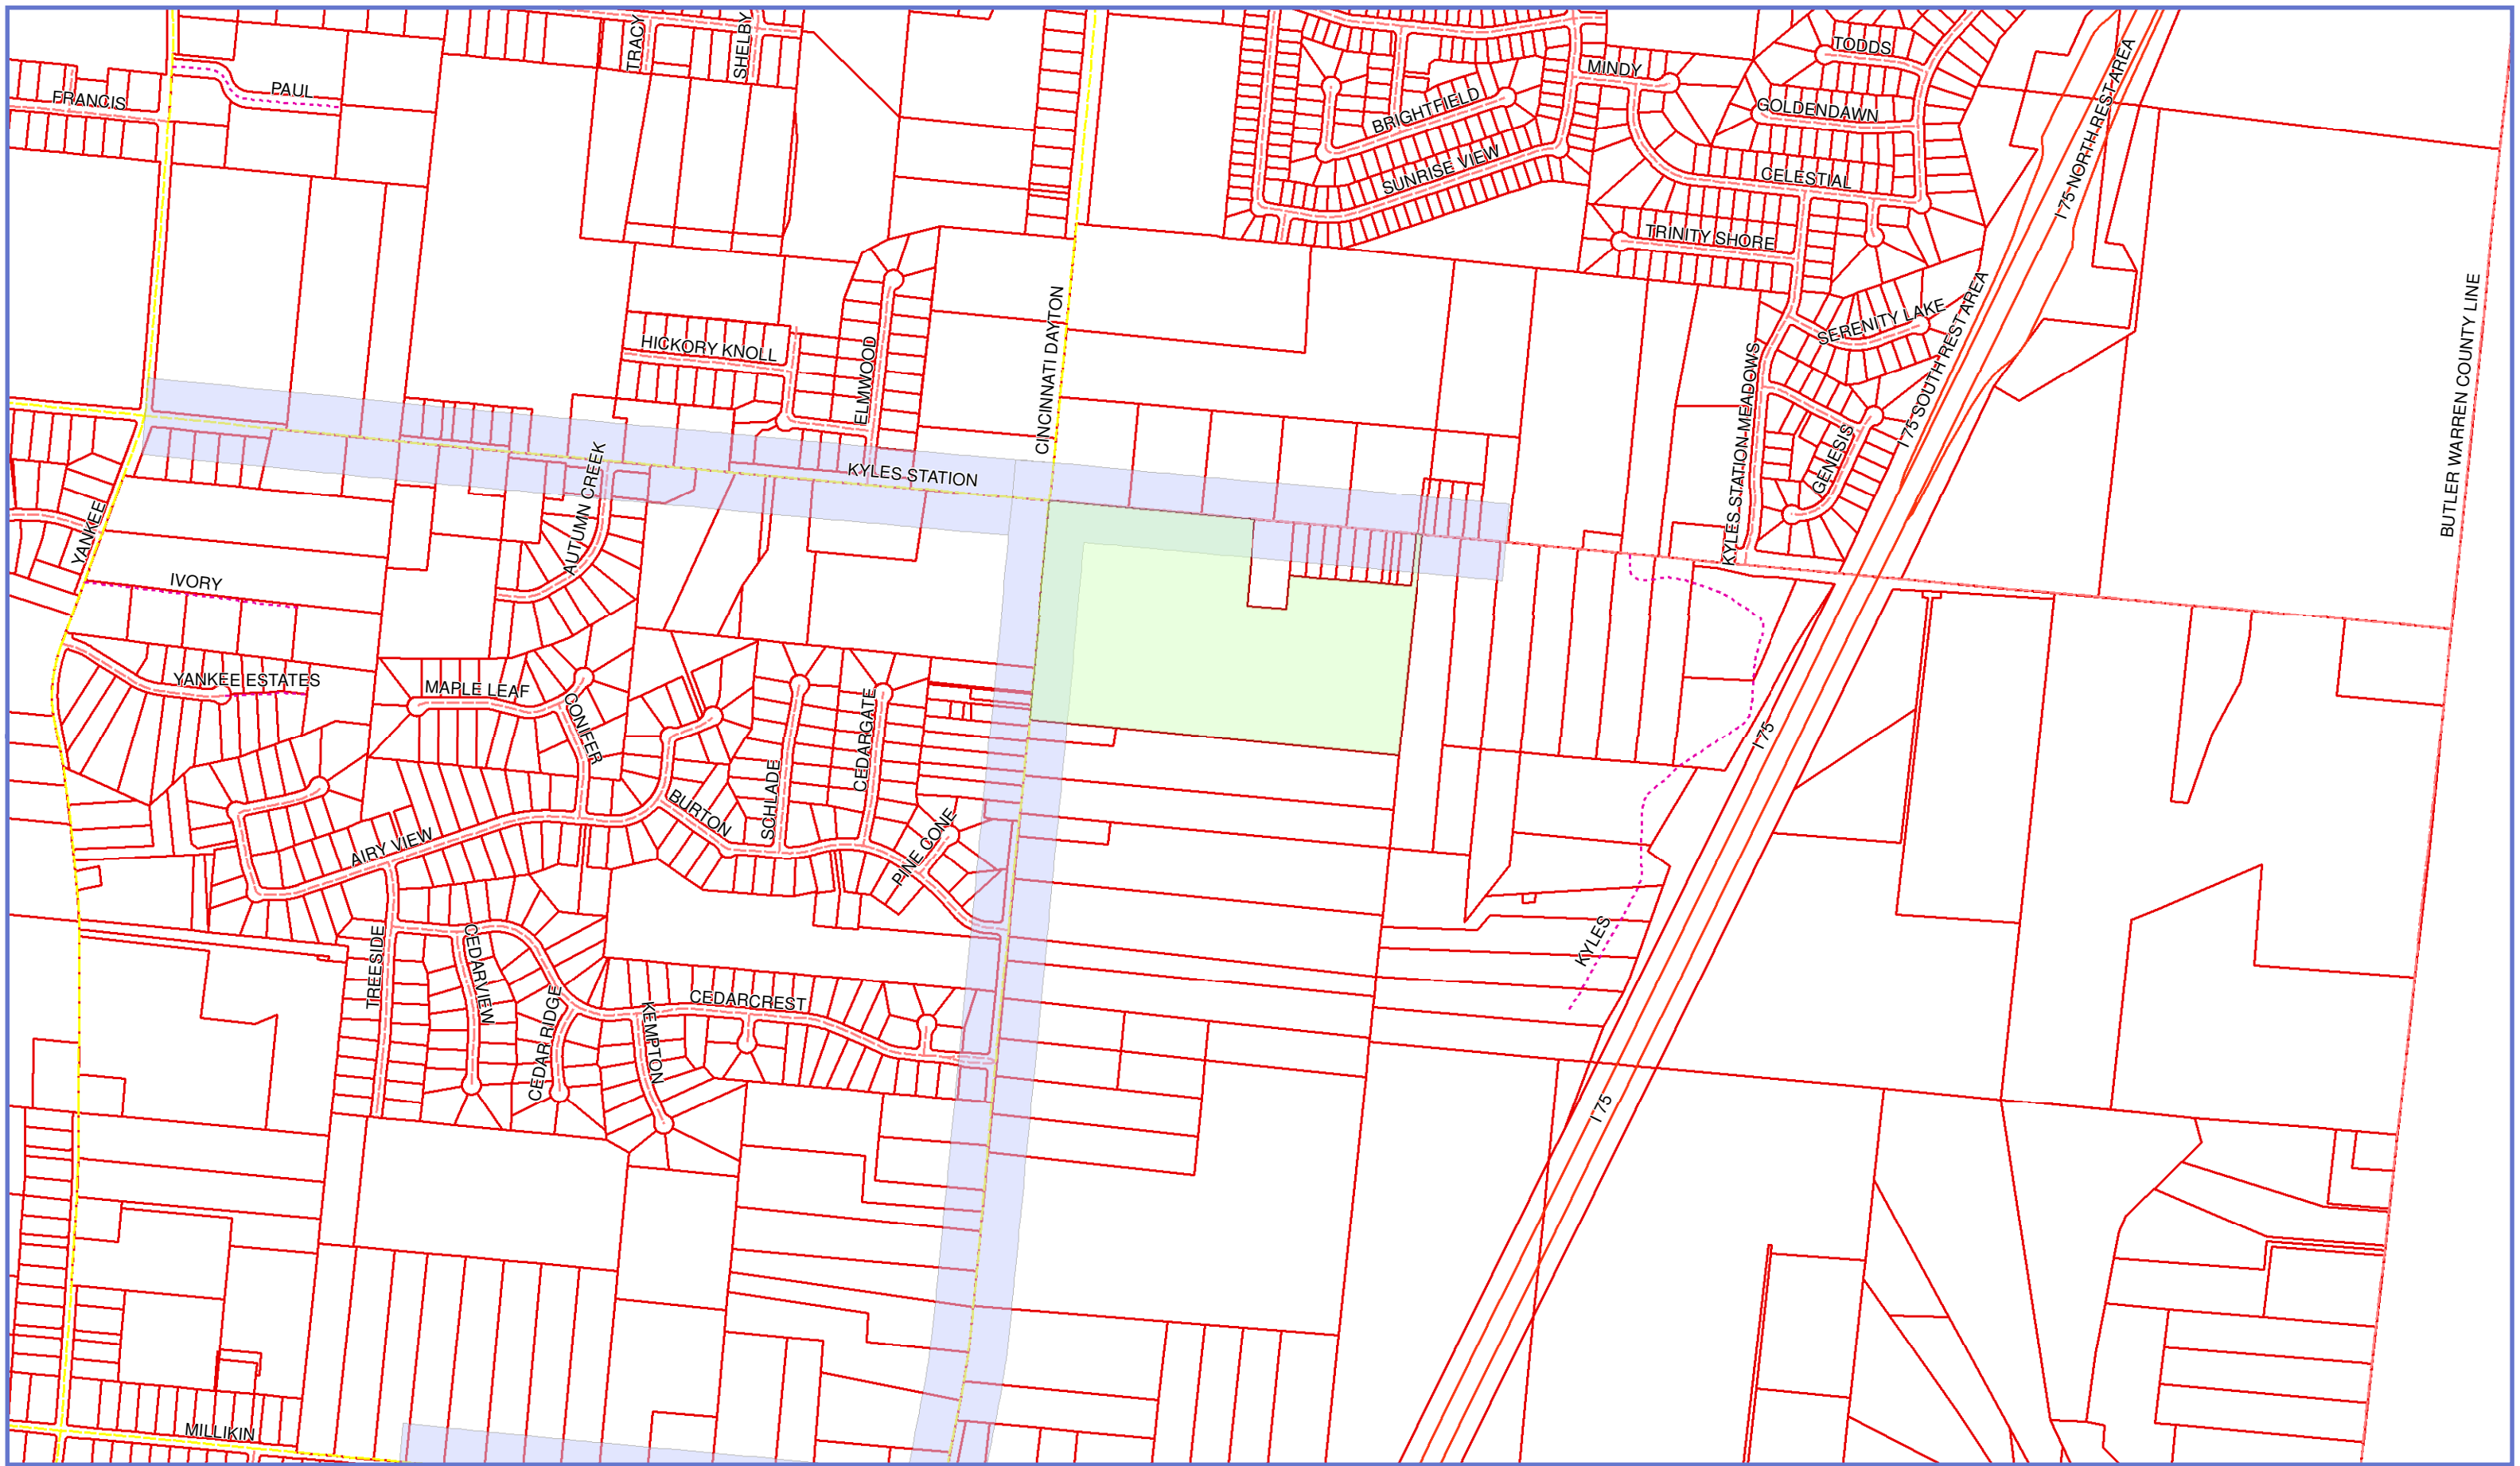 TRACY
SHELBY
PAUL
FRANCIS
MINDY
TODDS
BRIGHTFIELD
GOLDENDAWN
SUNRISE VIEW
CELESTIAL
TRINITY SHORE
I 75 NORTH REST AREA
HICKORY KNOLL
ELMWOOD
CINCINNATI DAYTON
SERENITY LAKE
I 75 SOUTH REST AREA
KYLES STATION MEADOWS
GENESIS
BUTLER WARREN COUNTY LINE
KYLES STATION
AUTUMN CREEK
YANKEE
IVORY
YANKEE ESTATES
MAPLE LEAF
CONIFER
CEDARGATE
SCHLADE
BURTON
PINE CONE
AIRY VIEW
I 75
KYLES
TREESIDE
CEDARVIEW
CEDAR RIDGE
KEMPTON
CEDARCREST
I 75
MILLIKIN